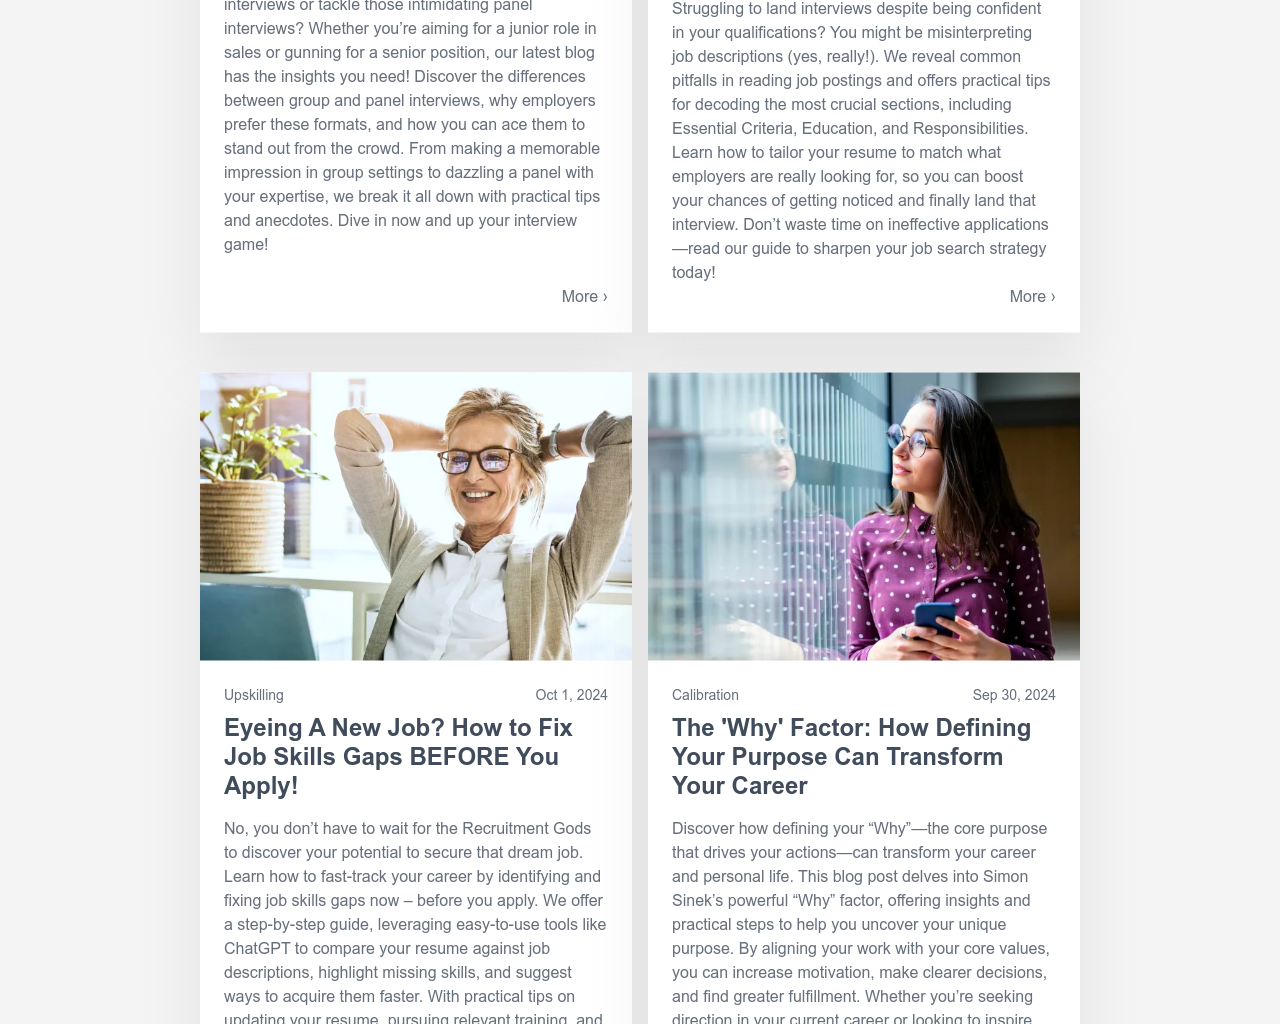 interviews or tackle those intimidating panel
interviews? Whether you’re aiming for a junior role in
sales or gunning for a senior position, our latest blog
has the insights you need! Discover the differences
between group and panel interviews, why employers
prefer these formats, and how you can ace them to
stand out from the crowd. From making a memorable
impression in group settings to dazzling a panel with
your expertise, we break it all down with practical tips
and anecdotes. Dive in now and up your interview
game!
More ›
Struggling to land interviews despite being confident
in your qualifications? You might be misinterpreting
job descriptions (yes, really!). We reveal common
pitfalls in reading job postings and offers practical tips
for decoding the most crucial sections, including
Essential Criteria, Education, and Responsibilities.
Learn how to tailor your resume to match what
employers are really looking for, so you can boost
your chances of getting noticed and finally land that
interview. Don’t waste time on ineffective applications
—read our guide to sharpen your job search strategy
today!
More ›
Upskilling
Oct 1, 2024
Eyeing A New Job? How to Fix
Job Skills Gaps BEFORE You
Apply!
No, you don’t have to wait for the Recruitment Gods
to discover your potential to secure that dream job.
Learn how to fast-track your career by identifying and
fixing job skills gaps now – before you apply. We offer
a step-by-step guide, leveraging easy-to-use tools like
ChatGPT to compare your resume against job
descriptions, highlight missing skills, and suggest
ways to acquire them faster. With practical tips on
updating your resume, pursuing relevant training, and
Calibration
Sep 30, 2024
The 'Why' Factor: How Defining
Your Purpose Can Transform
Your Career
Discover how defining your “Why”—the core purpose
that drives your actions—can transform your career
and personal life. This blog post delves into Simon
Sinek’s powerful “Why” factor, offering insights and
practical steps to help you uncover your unique
purpose. By aligning your work with your core values,
you can increase motivation, make clearer decisions,
and find greater fulfillment. Whether you’re seeking
direction in your current career or looking to inspire